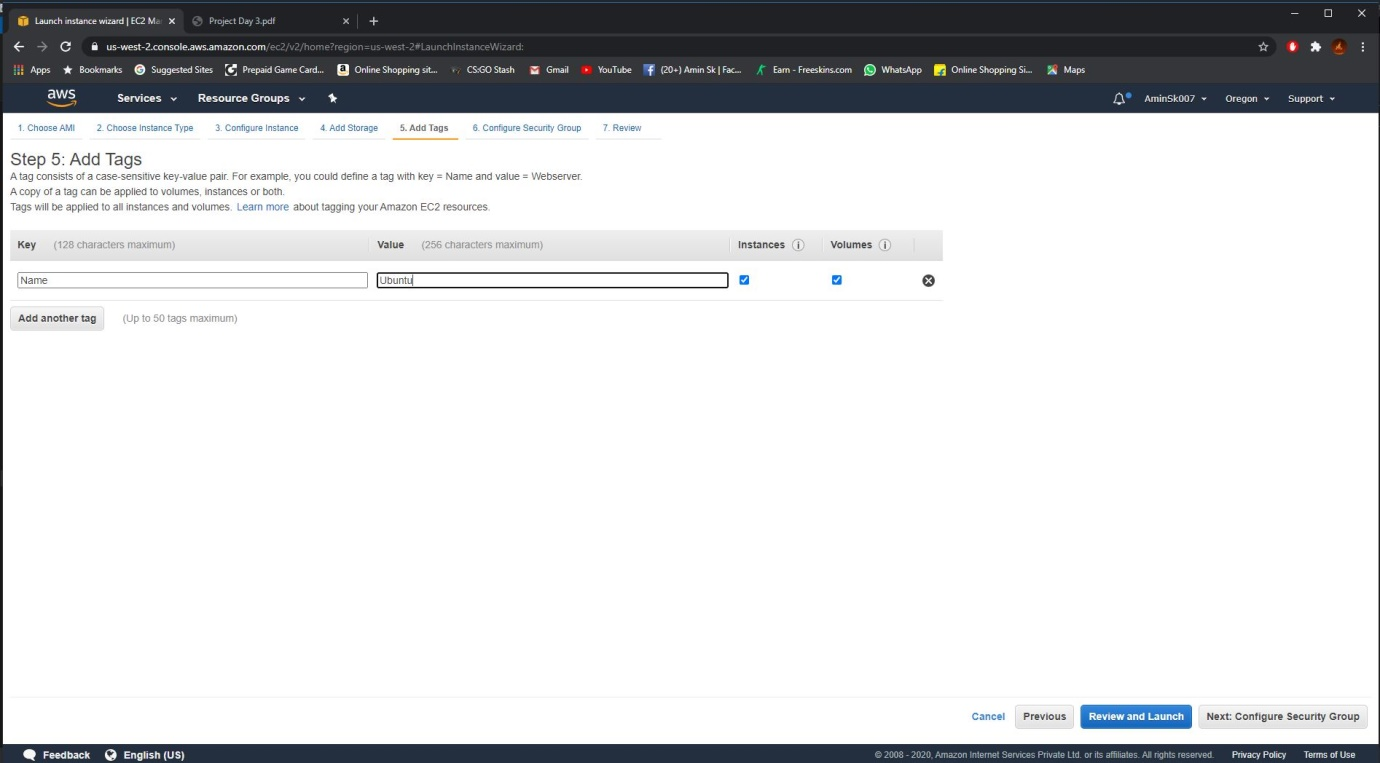 Launch instance wizard | EC2 Ma
Project Day 3.pdf
us-west-2.console.aws.amazon.com/ec2/v2/home?region=us-west-2#LaunchInstanceWizard:
Apps Bookmarks Suggested Sites Prepaid Game Card... Online Shopping sit... CS:GO Stash Gmail YouTube (20+) Amin Sk | Fac... Earn - Freeskins.com WhatsApp Online Shopping Si... Maps
aws Services Resource Groups AminSk007 Oregon Support
1. Choose AMI 2. Choose Instance Type 3. Configure Instance 4. Add Storage 5. Add Tags 6. Configure Security Group 7. Review
Step 5: Add Tags
A tag consists of a case-sensitive key-value pair. For example, you could define a tag with key = Name and value = Webserver.
A copy of a tag can be applied to volumes, instances or both.
Tags will be applied to all instances and volumes. Learn more about tagging your Amazon EC2 resources.
Key (128 characters maximum) Value (256 characters maximum) Instances Volumes
Name Ubuntu
Add another tag (Up to 50 tags maximum)
Cancel Previous Review and Launch Next: Configure Security Group
Feedback English (US) © 2008 - 2020, Amazon Internet Services Private Ltd. or its affiliates. All rights reserved. Privacy Policy Terms of Use